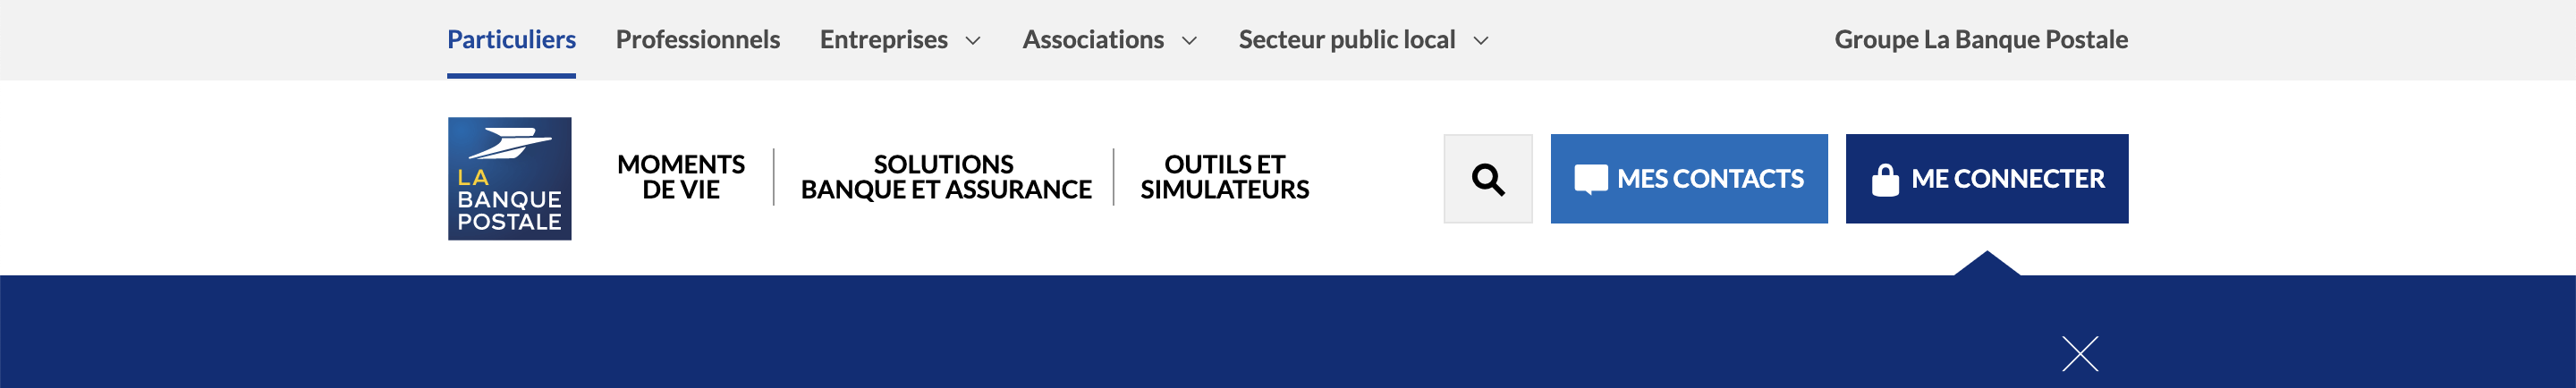 Particuliers Professionnels Entreprises Associations Secteur public local Groupe La Banque Postale
LA
BANQUE
POSTALE
MOMENTS
DE VIE
SOLUTIONS
BANQUE ET ASSURANCE
OUTILS ET
SIMULATEURS
MES CONTACTS
ME CONNECTER